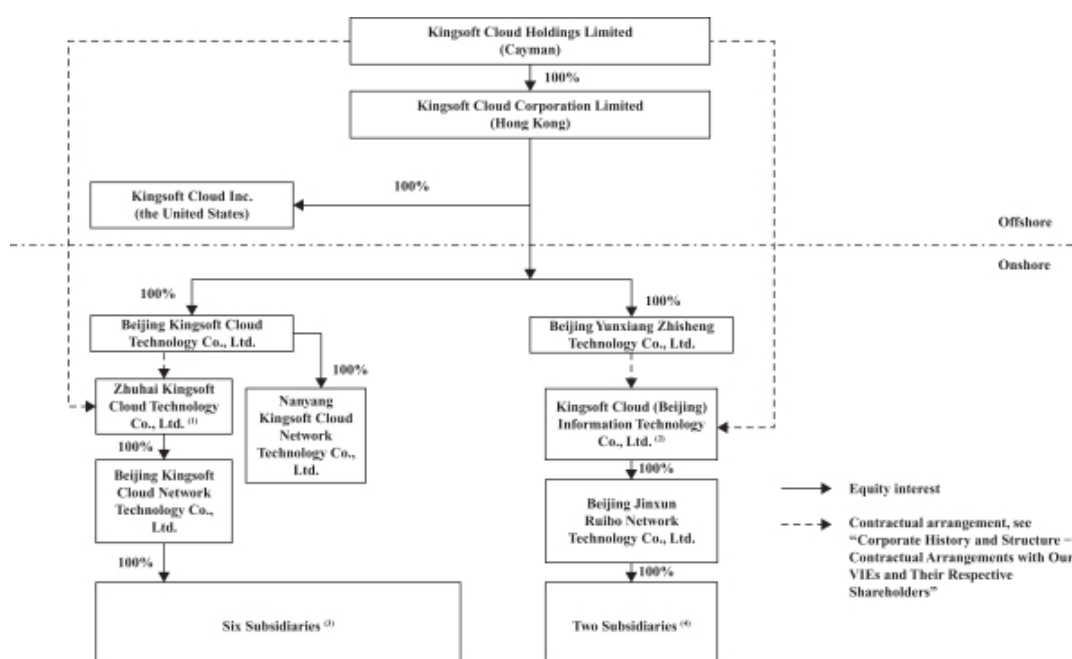 Kingsoft Cloud Holdings Limited
(Cayman)
100%
Kingsoft Cloud Corporation Limited
(Hong Kong)
100%
Kingsoft Cloud Inc.
(the United States)
Offshore
Onshore
100%
100%
Beijing Kingsoft Cloud
Technology Co., Ltd.
Beijing Yunxiang Zhisheng
Technology Co., Ltd.
100%
Zhuhai Kingsoft
Cloud Technology
Co., Ltd. (1)
Nanyang
Kingsoft Cloud
Network
Technology Co.,
Ltd.
Kingsoft Cloud (Beijing)
Information Technology
Co., Ltd. (2)
100%
100%
Beijing Kingsoft
Cloud Network
Technology Co.,
Ltd.
Beijing Jinxun
Ruibo Network
Technology Co., Ltd.
Equity interest
Contractual arrangement, see
“Corporate History and Structure –
Contractual Arrangements with Our
VIEs and Their Respective
Shareholders”
100%
100%
Six Subsidiaries (3)
Two Subsidiaries (4)